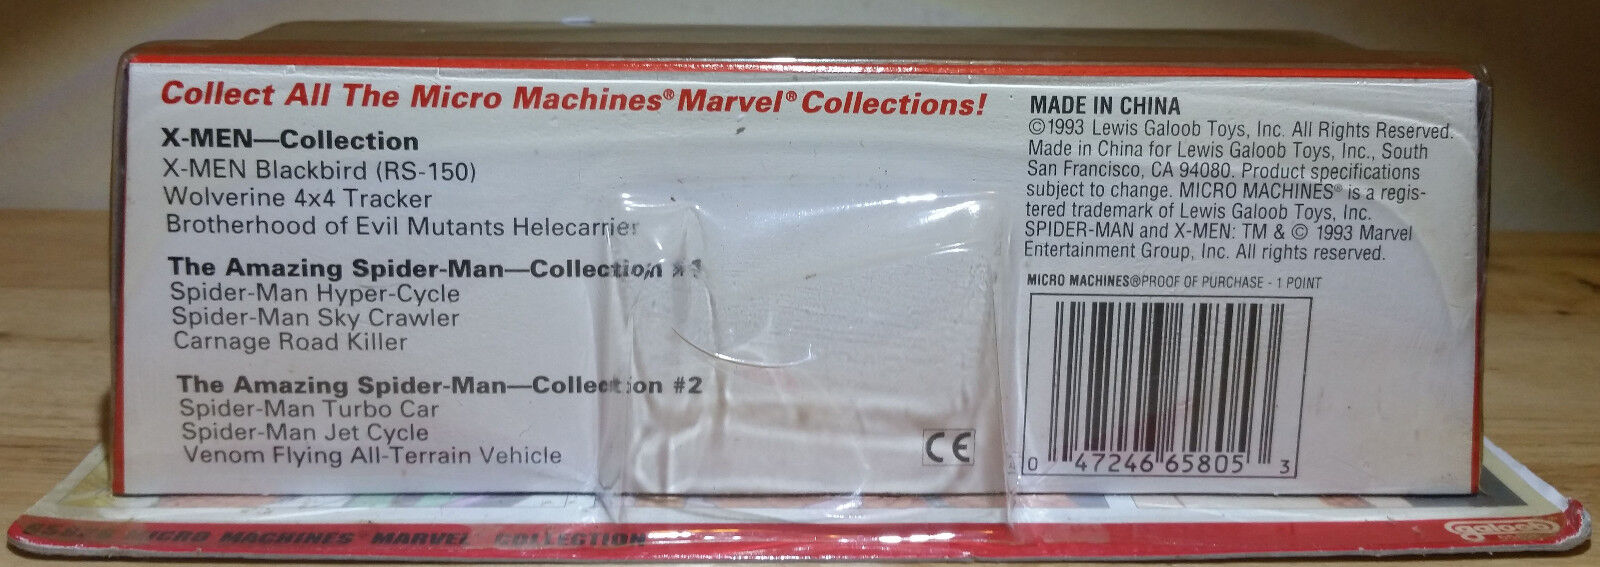 Collect All The Micro Machines® Marvel® Collections!
X-MEN—Collection
X-MEN Blackbird (RS-150)
Wolverine 4x4 Tracker
Brotherhood of Evil Mutants Helecarrier
The Amazing Spider-Man—Collection #1
Spider-Man Hyper-Cycle
Spider-Man Sky Crawler
Carnage Road Killer
The Amazing Spider-Man—Collection #2
Spider-Man Turbo Car
Spider-Man Jet Cycle
Venom Flying All-Terrain Vehicle
CE
MADE IN CHINA
©1993 Lewis Galoob Toys, Inc. All Rights Reserved.
Made in China for Lewis Galoob Toys, Inc., South
San Francisco, CA 94080. Product specifications
subject to change. MICRO MACHINES® is a regis-
tered trademark of Lewis Galoob Toys, Inc.
SPIDER-MAN and X-MEN: TM & © 1993 Marvel
Entertainment Group, Inc. All rights reserved.
MICRO MACHINES® PROOF OF PURCHASE - 1 POINT
0 47246 65805 3
MICRO MACHINES® MARVEL® COLLECTION
galoob